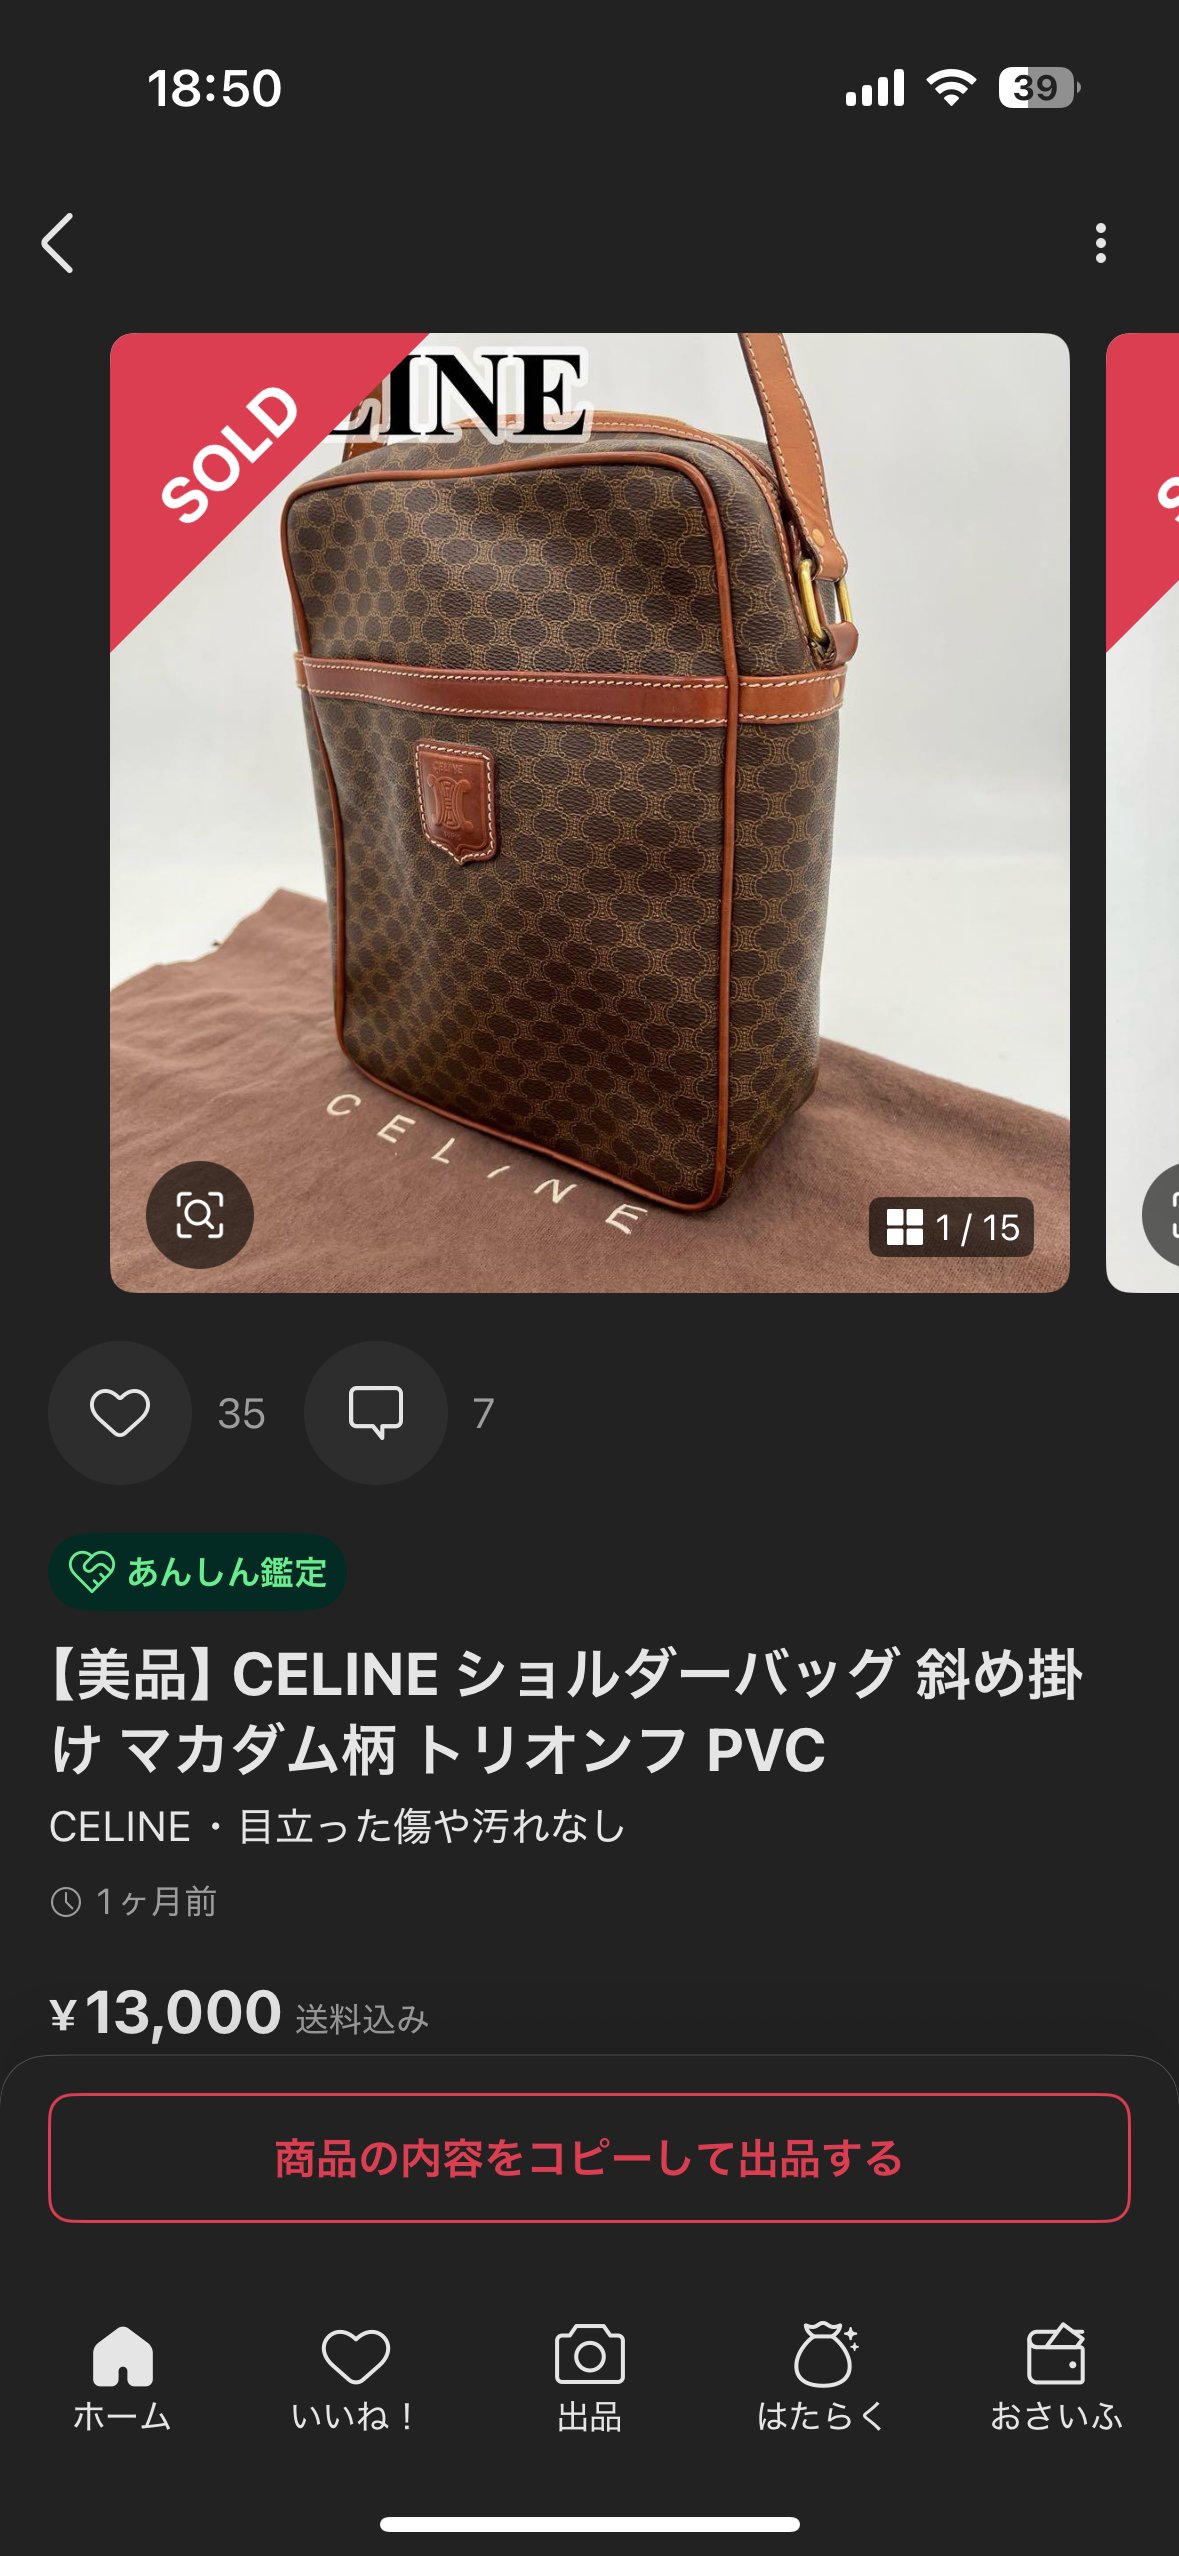 18:50
39
SOLD
LINE
CELINE
CELINE
1 / 15
35
7
あんしん鑑定
【美品】CELINE ショルダーバッグ 斜め掛
け マカダム柄 トリオンフ PVC
CELINE・目立った傷や汚れなし
1ヶ月前
¥13,000 送料込み
商品の内容をコピーして出品する
ホーム
いいね！
出品
はたらく
おさいふ